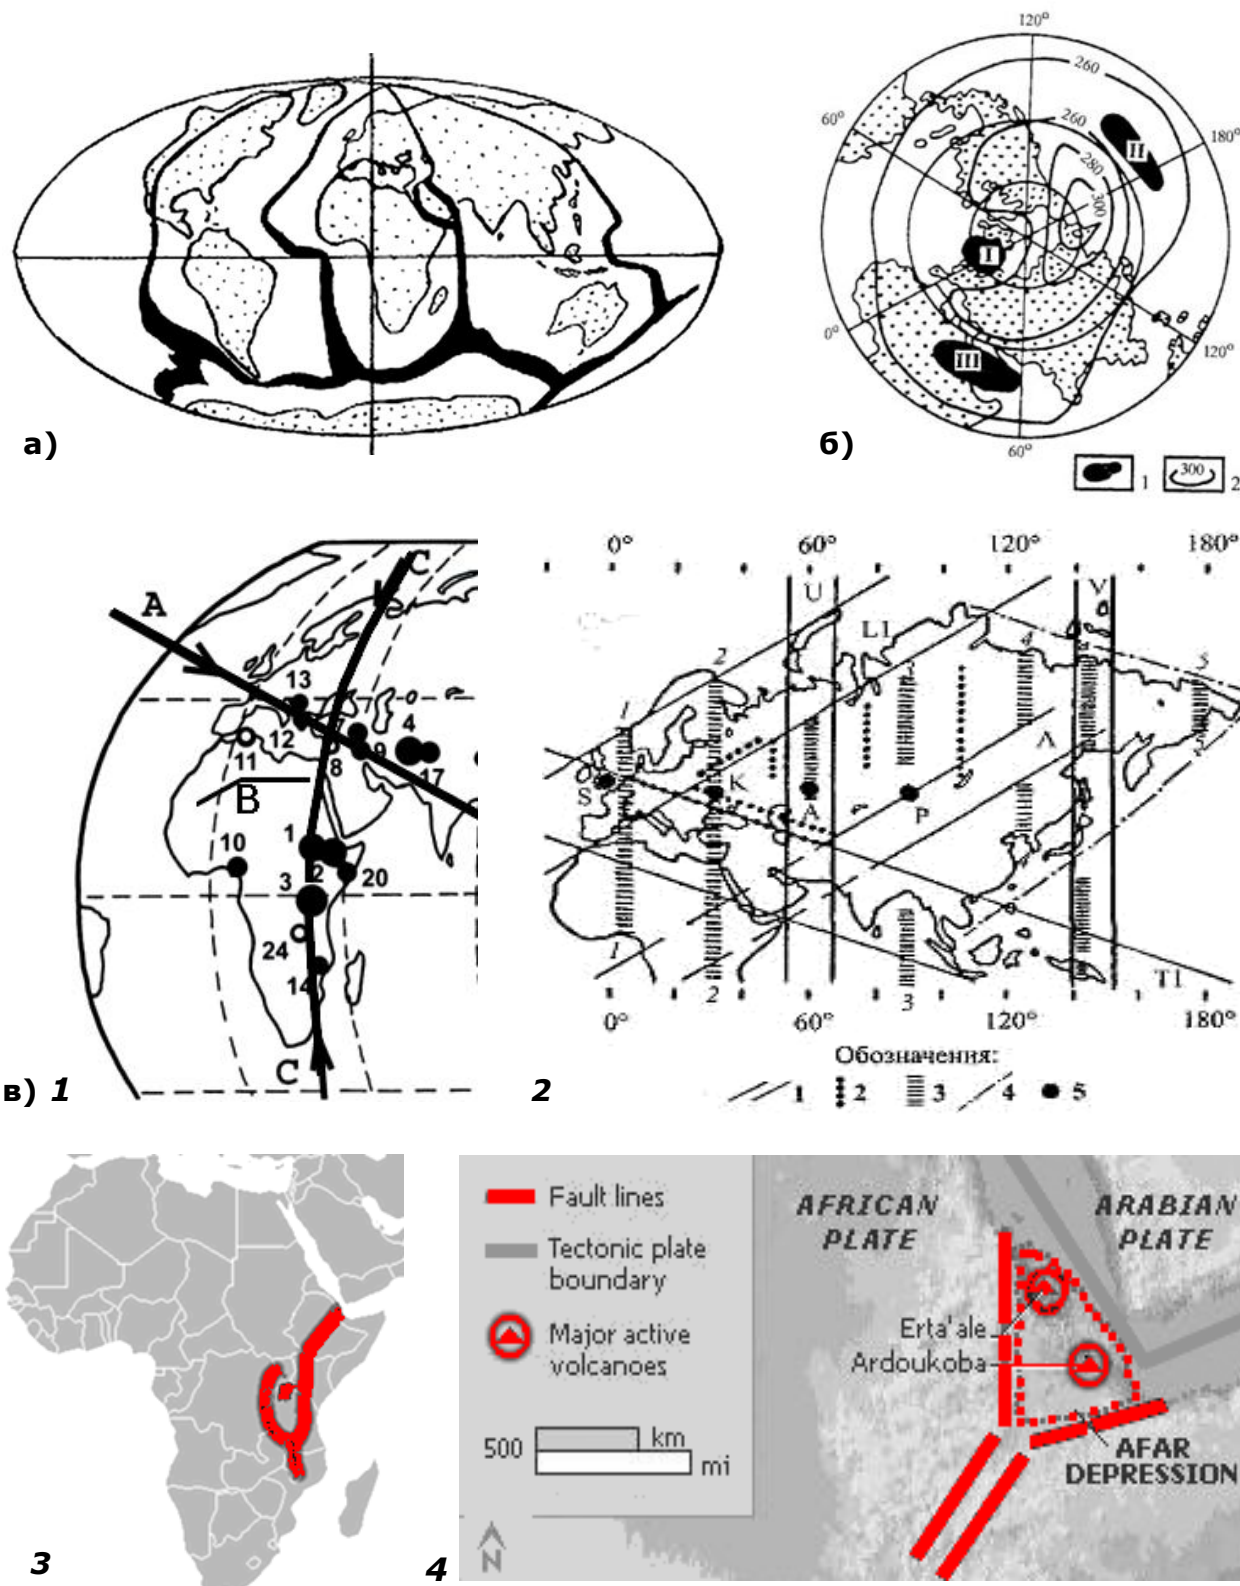 а)
120°
60°
180°
0°
120°
60°
260
260
280
300
I
II
III
б)
1
300
2
A
C
13
7
4
12
9
11
8
17
B
1
2
10
3
20
24
14
C
в) 1
0° 60° 120° 180°
U
V
L1
2
4
1
3
5
S
K
A
P
Λ
1
2
3
T1
0° 60° 120° 180°
Обозначения:
1 2 3 4 5
2
3
Fault lines
Tectonic plate
boundary
Major active
volcanoes
500 km
mi
N
AFRICAN
PLATE
ARABIAN
PLATE
Erta'ale
Ardoukoba
AFAR
DEPRESSION
4